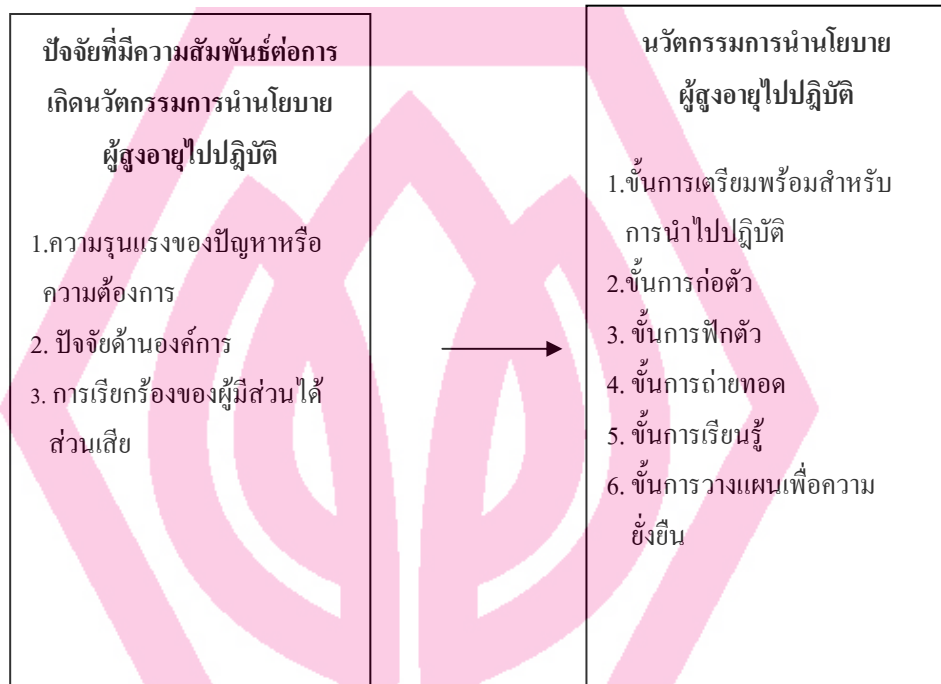 ปัจจัยที่มีความสัมพันธ์ต่อการ
เกิดนวัตกรรมการนำนโยบาย
ผู้สูงอายุไปปฎิบัติ
1.ความรุนแรงของปัญหาหรือ
ความต้องการ
2. ปัจจัยด้านองค์การ
3. การเรียกร้องของผู้มีส่วนได้
ส่วนเสีย
นวัตกรรมการนำนโยบาย
ผู้สูงอายุไปปฎิบัติ
1.ขั้นการเตรียมพร้อมสำหรับ
การนำไปปฎิบัติ
2.ขั้นการก่อตัว
3. ขั้นการฟักตัว
4. ขั้นการถ่ายทอด
5. ขั้นการเรียนรู้
6. ขั้นการวางแผนเพื่อความ
ยั่งยืน